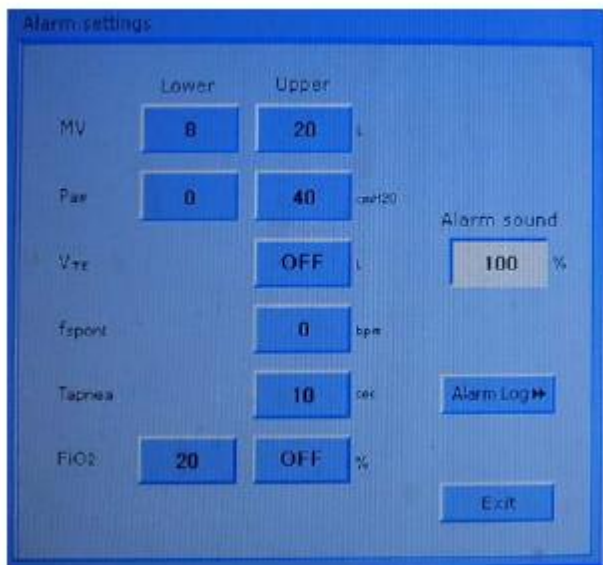 Alarm settings
Lower Upper
MV 8 20 L
Paw 0 40 cmH2O
VTE OFF L
Alarm sound
100 %
fspont 0 bpm
Tapnea 10 sec
Alarm Log
FiO2 20 OFF %
Exit